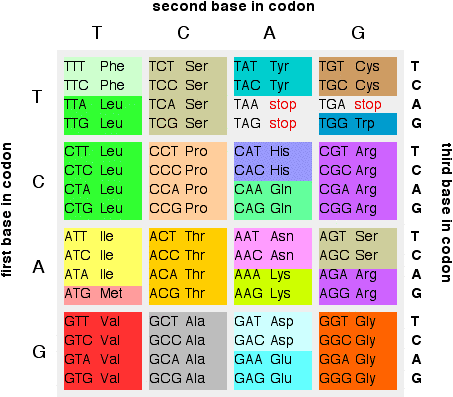 second base in codon
T C A G
TTT Phe TCT Ser TAT Tyr TGT Cys T
TTC Phe TCC Ser TAC Tyr TGC Cys C
T TTA Leu TCA Ser TAA stop TGA stop A
TTG Leu TCG Ser TAG stop TGG Trp G
CTT Leu CCT Pro CAT His CGT Arg T
CTC Leu CCC Pro CAC His CGC Arg C
C CTA Leu CCA Pro CAA Gln CGA Arg A
CTG Leu CCG Pro CAG Gln CGG Arg G
ATT Ile ACT Thr AAT Asn AGT Ser T
ATC Ile ACC Thr AAC Asn AGC Ser C
A ATA Ile ACA Thr AAA Lys AGA Arg A
ATG Met ACG Thr AAG Lys AGG Arg G
GTT Val GCT Ala GAT Asp GGT Gly T
GTC Val GCC Ala GAC Asp GGC Gly C
G GTA Val GCA Ala GAA Glu GGA Gly A
GTG Val GCG Ala GAG Glu GGG Gly G
first base in codon
third base in codon